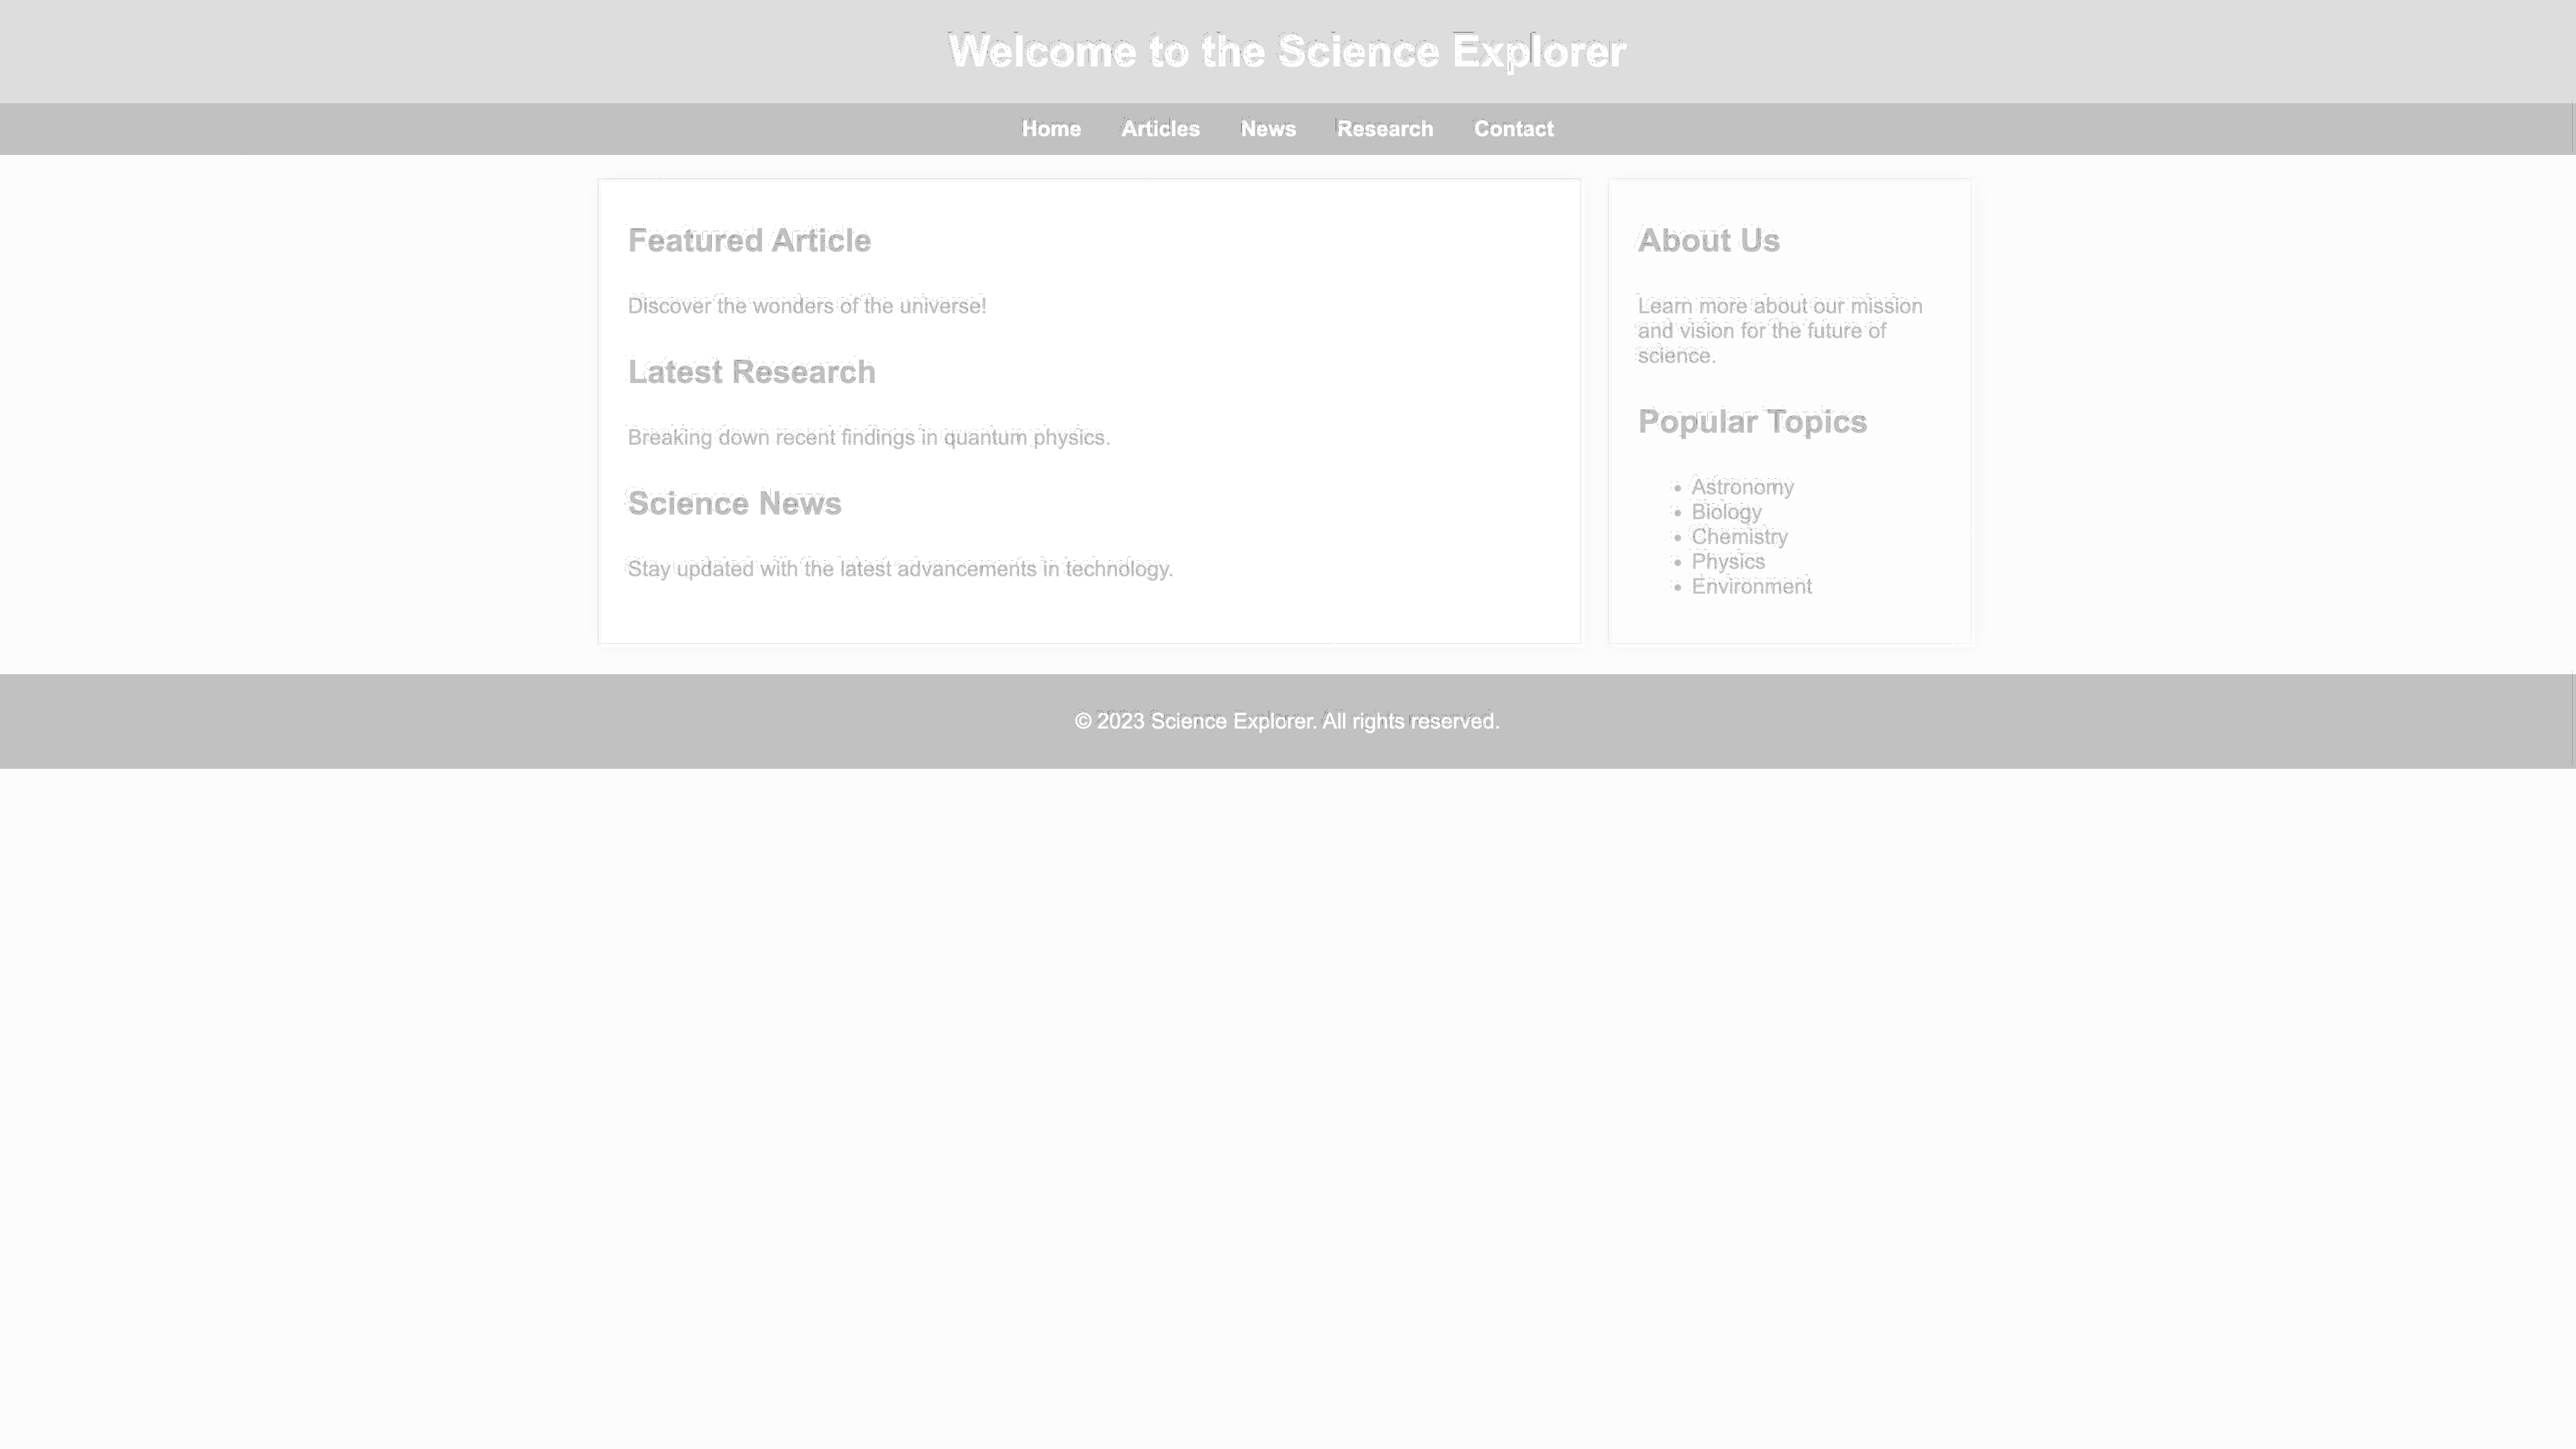 Welcome to the Science Explorer
Home Articles News Research Contact
Featured Article
Discover the wonders of the universe!
Latest Research
Breaking down recent findings in quantum physics.
Science News
Stay updated with the latest advancements in technology.
About Us
Learn more about our mission
and vision for the future of
science.
Popular Topics
• Astronomy
• Biology
• Chemistry
• Physics
• Environment
© 2023 Science Explorer. All rights reserved.